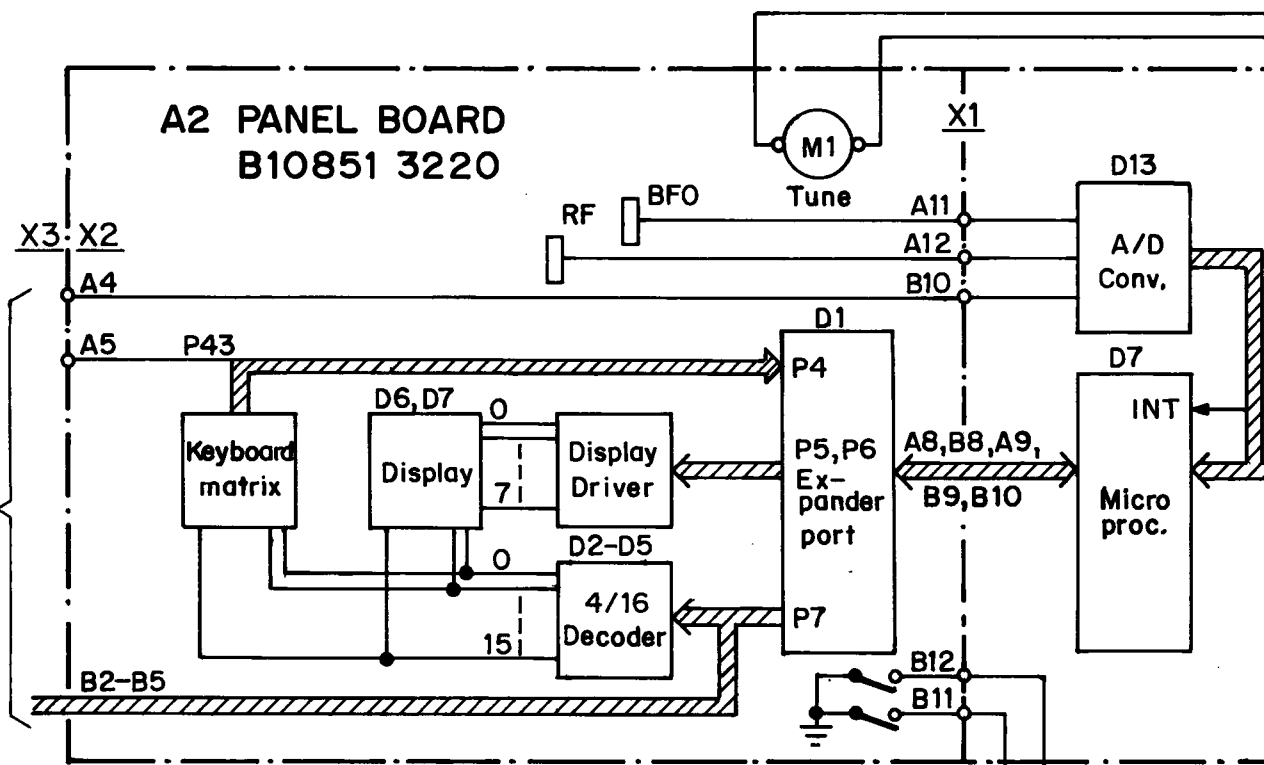 A2 PANEL BOARD
B10851 3220
X1
M1
Tune
D13
RF
BFO
A11
A12
B10
A/D
Conv.
X3
X2
A4
A5
P43
D1
P4
D7
INT
D6, D7
0
7
Keyboard
matrix
Display
Display
Driver
P5, P6
Ex-
pander
port
A8, B8, A9,
B9, B10
Micro
proc.
D2-D5
0
15
4/16
Decoder
P7
B2-B5
B12
B11